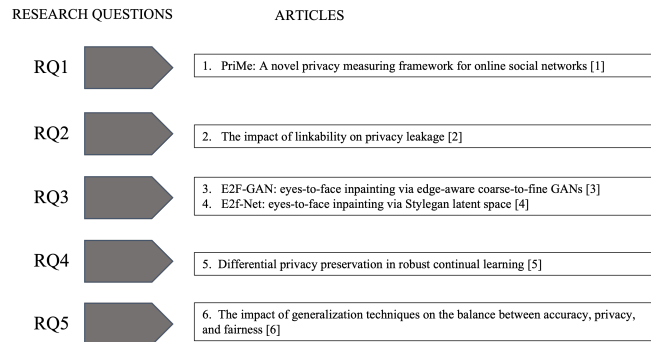 RESEARCH QUESTIONS ARTICLES
RQ1
1. PriMe: A novel privacy measuring framework for online social networks [1]
RQ2
2. The impact of linkability on privacy leakage [2]
RQ3
3. E2F-GAN: eyes-to-face inpainting via edge-aware coarse-to-fine GANs [3]
4. E2f-Net: eyes-to-face inpainting via Stylegan latent space [4]
RQ4
5. Differential privacy preservation in robust continual learning [5]
RQ5
6. The impact of generalization techniques on the balance between accuracy, privacy,
and fairness [6]